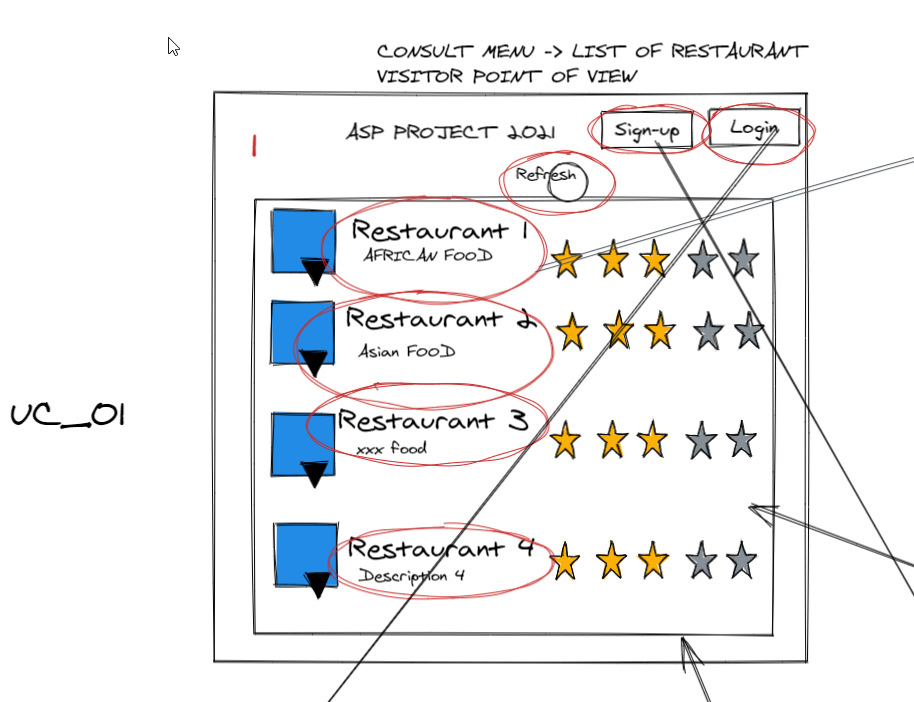 CONSULT MENU -> LIST OF RESTAURANT
VISITOR POINT OF VIEW
1
ASP PROJECT 2021
Sign-up
Login
Refresh
Restaurant 1
AFRICAN FOOD
Restaurant 2
Asian FOOD
UC_01
Restaurant 3
xxx food
Restaurant 4
Description 4